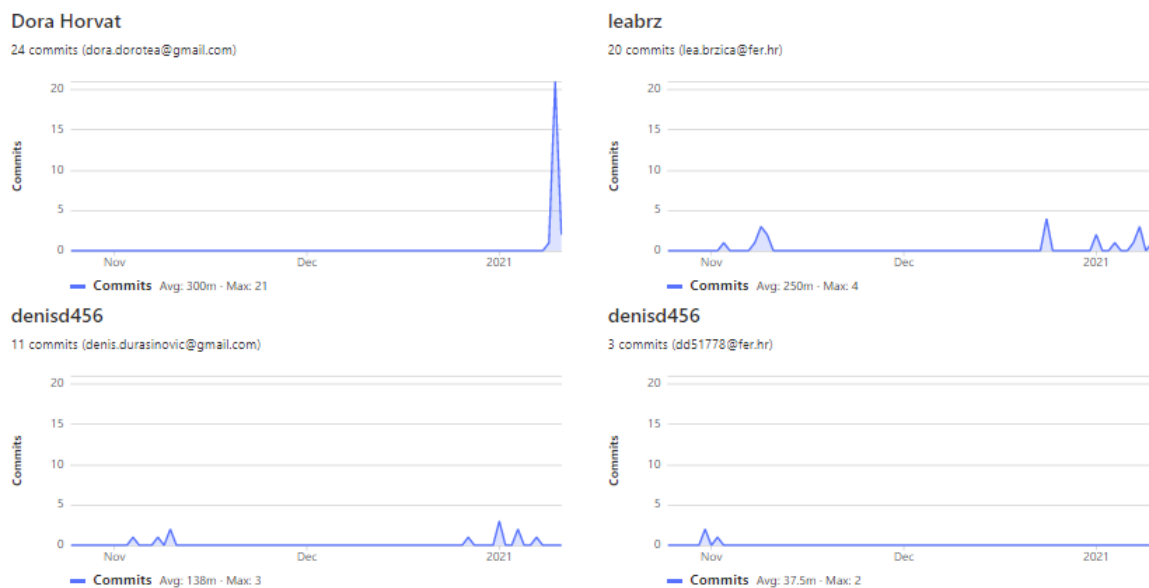 Dora Horvat
24 commits (dora.dorotea@gmail.com)
20
15
10
5
0
Commits
Nov
Dec
2021
Commits Avg: 300m · Max: 21
leabrz
20 commits (lea.brzica@fer.hr)
20
15
10
5
0
Commits
Nov
Dec
2021
Commits Avg: 250m · Max: 4
denisd456
11 commits (denis.durasinovic@gmail.com)
20
15
10
5
0
Commits
Nov
Dec
2021
Commits Avg: 138m · Max: 3
denisd456
3 commits (dd51778@fer.hr)
20
15
10
5
0
Commits
Nov
Dec
2021
Commits Avg: 37.5m · Max: 2